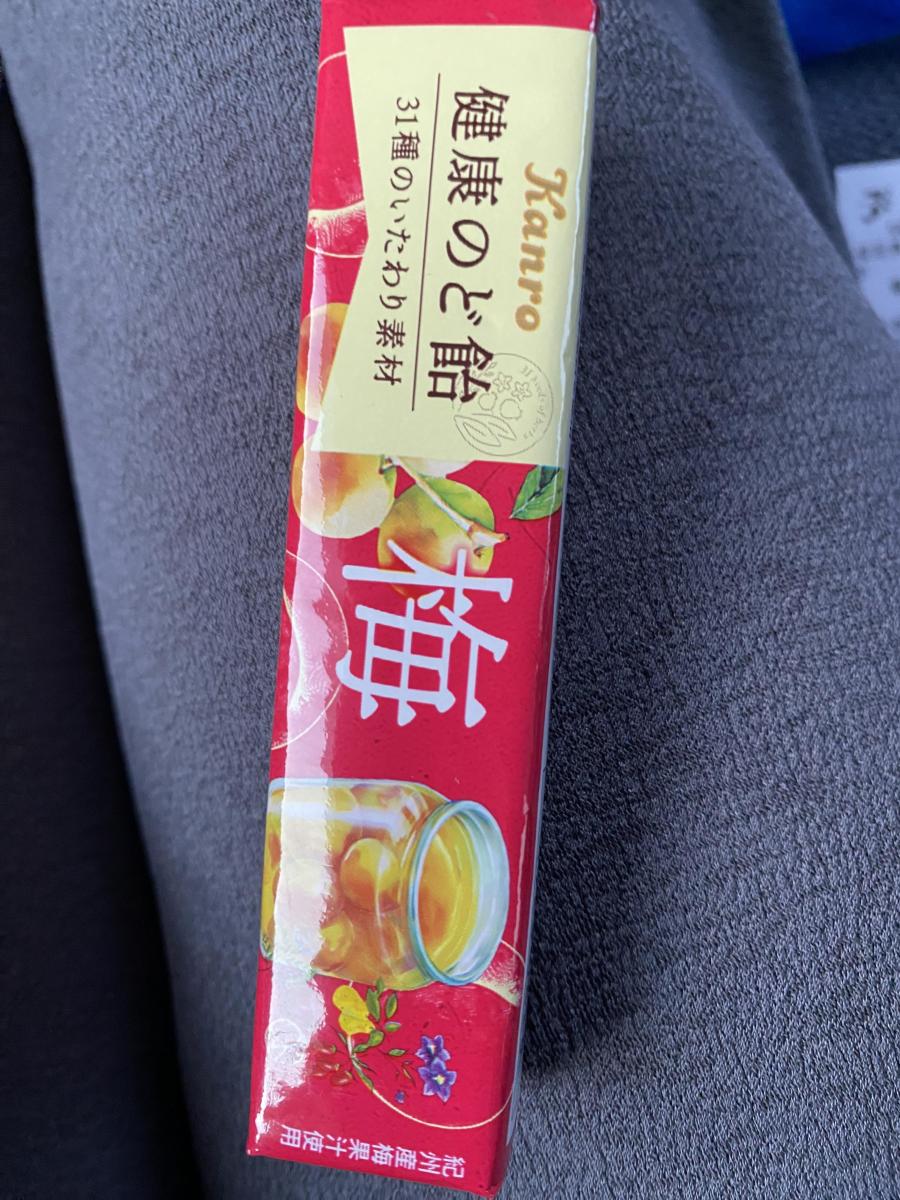 Kanro
健康のど飴
31種のいたわり素材
梅
紀州産梅果汁使用